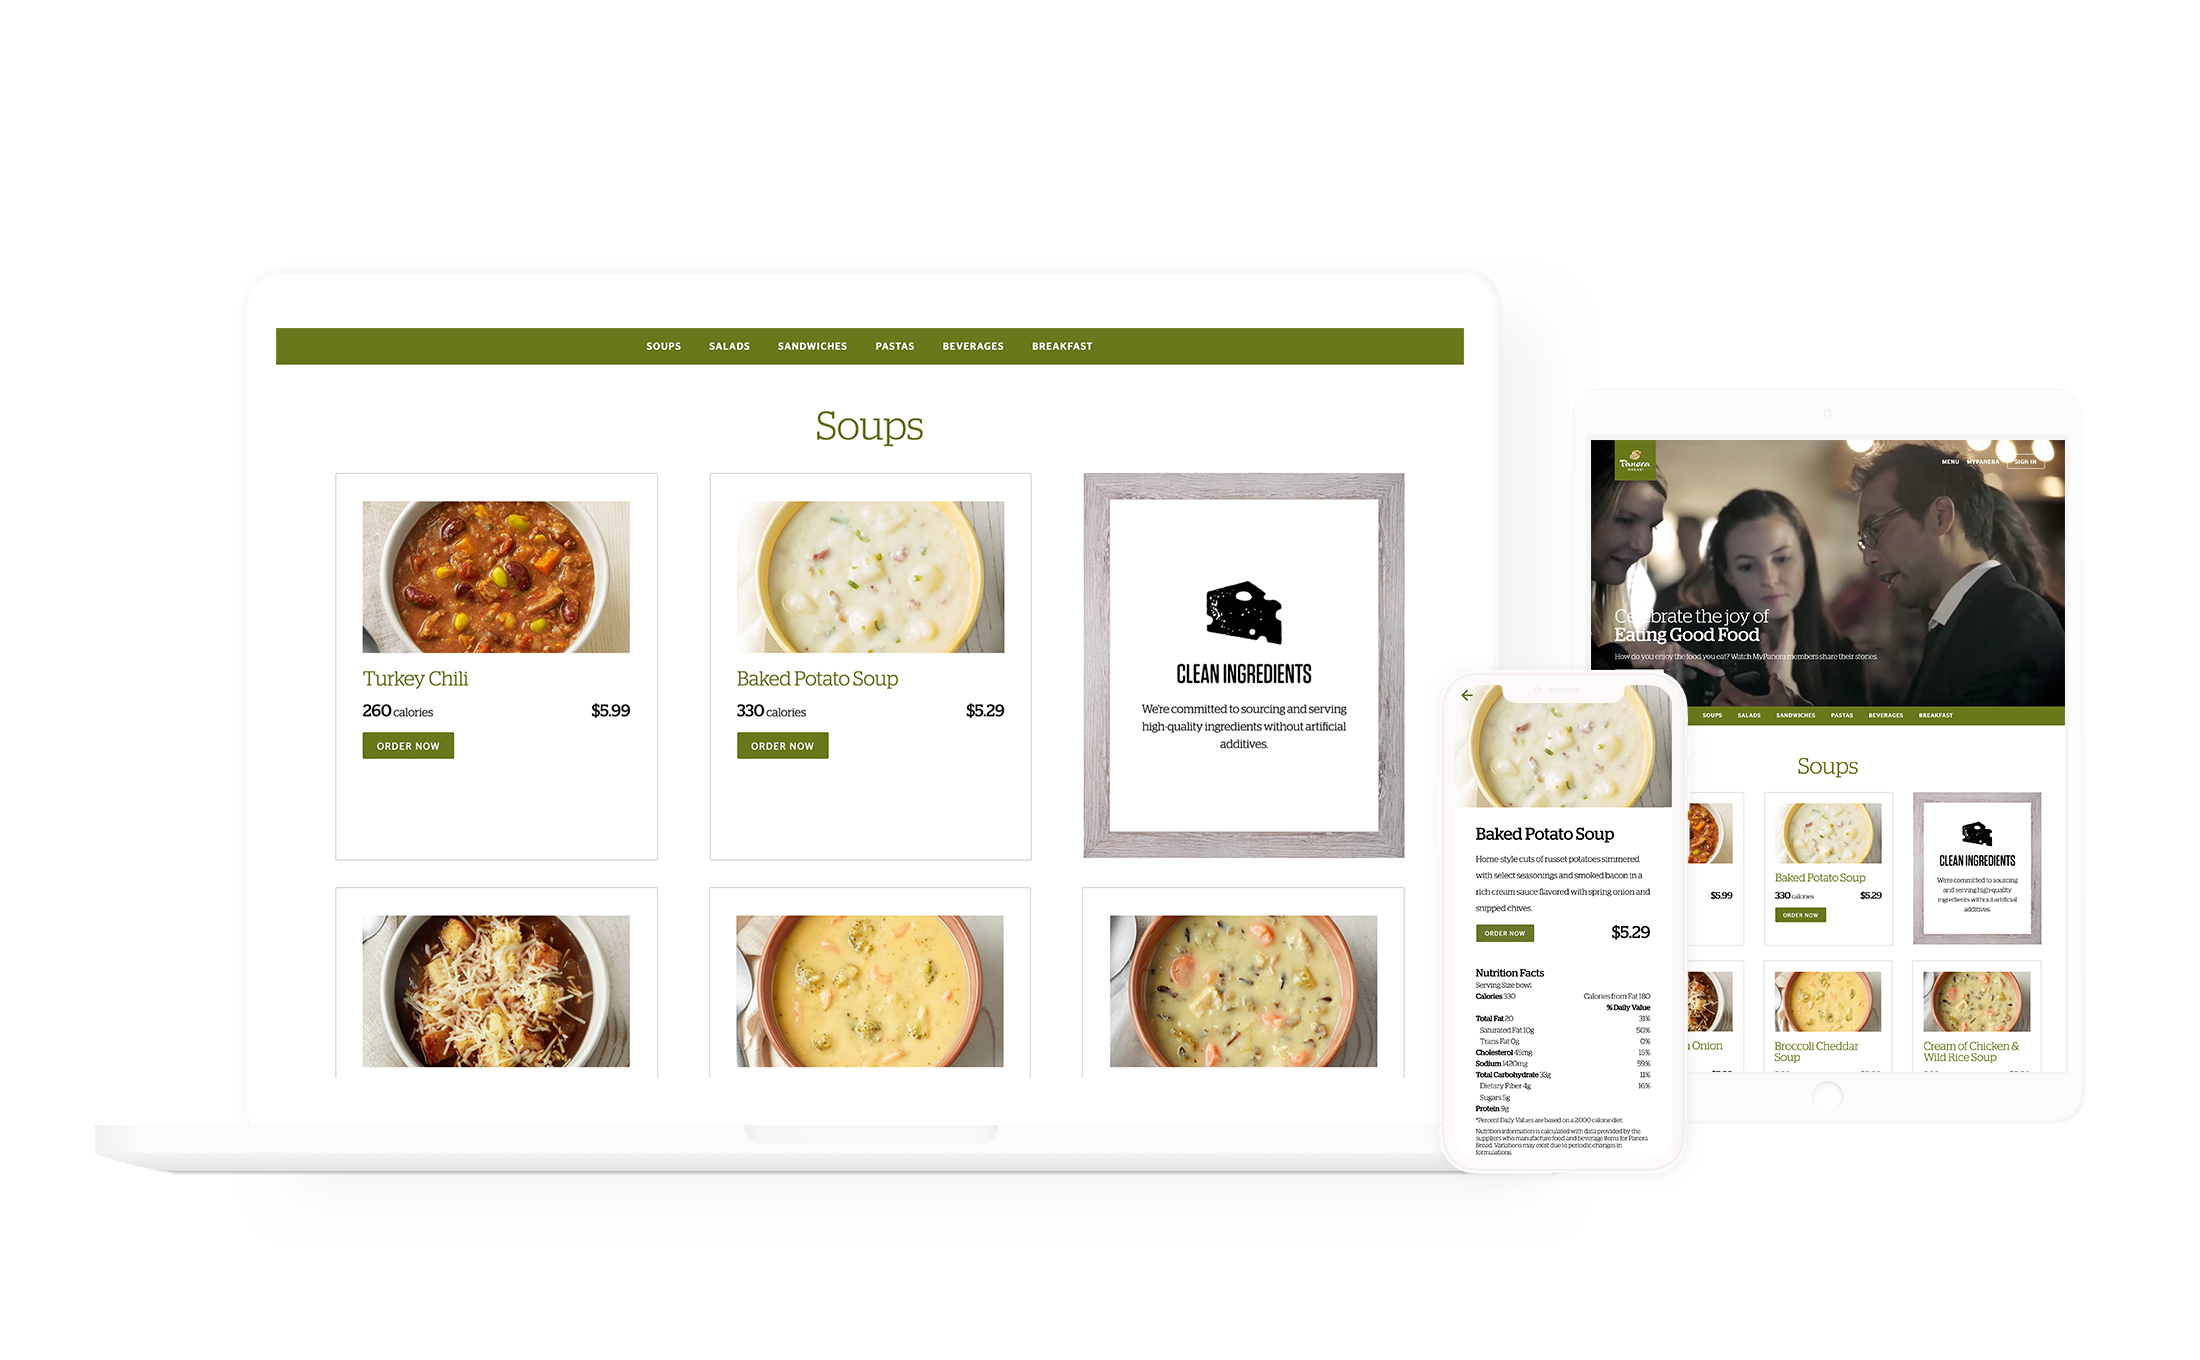 SOUPS SALADS SANDWICHES PASTAS BEVERAGES BREAKFAST
Soups
Turkey Chili
260 calories $5.99
ORDER NOW
Baked Potato Soup
330 calories $5.29
ORDER NOW
CLEAN INGREDIENTS
We're committed to sourcing and serving
high-quality ingredients without artificial
additives.
Baked Potato Soup
Home-style cuts of russet potatoes simmered
with select seasonings and smoked bacon in a
rich cream sauce flavored with spring onion and
snipped chives.
ORDER NOW $5.29
Nutrition Facts
Serving Size bowl
Calories 330 Calories from Fat 180
% Daily Value
Total Fat 20 31%
Saturated Fat 10g 50%
Trans Fat 0g 0%
Cholesterol 45mg 15%
Sodium 1420mg 59%
Total Carbohydrate 33g 11%
Dietary Fiber 4g 16%
Sugars 5g
Protein 9g
*Percent Daily Values are based on a 2,000 calorie diet.
Nutrition information is calculated with data provided by the
suppliers who manufacture food and beverage items for Panera
Bread. Variations may exist due to periodic changes in
formulations.
Panera
BREAD
MENU MYPANERA SIGN IN
Celebrate the joy of
Eating Good Food
How do you enjoy the food you eat? Watch MyPanera members share their stories.
SOUPS SALADS SANDWICHES PASTAS BEVERAGES BREAKFAST
Soups
$5.99
Baked Potato Soup
330 calories $5.29
ORDER NOW
CLEAN INGREDIENTS
We're committed to sourcing
and serving high-quality
ingredients without artificial
additives.
Onion
Broccoli Cheddar
Soup
Cream of Chicken &
Wild Rice Soup